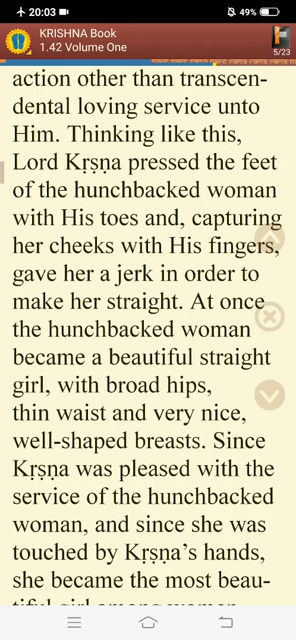 20:03
49%
KRISHNA Book
1.42 Volume One
5/23
action other than transcen-
dental loving service unto
Him. Thinking like this,
Lord Kṛṣṇa pressed the feet
of the hunchbacked woman
with His toes and, capturing
her cheeks with His fingers,
gave her a jerk in order to
make her straight. At once
the hunchbacked woman
became a beautiful straight
girl, with broad hips,
thin waist and very nice,
well-shaped breasts. Since
Kṛṣṇa was pleased with the
service of the hunchbacked
woman, and since she was
touched by Kṛṣṇa’s hands,
she became the most beau-
tiful girl among women